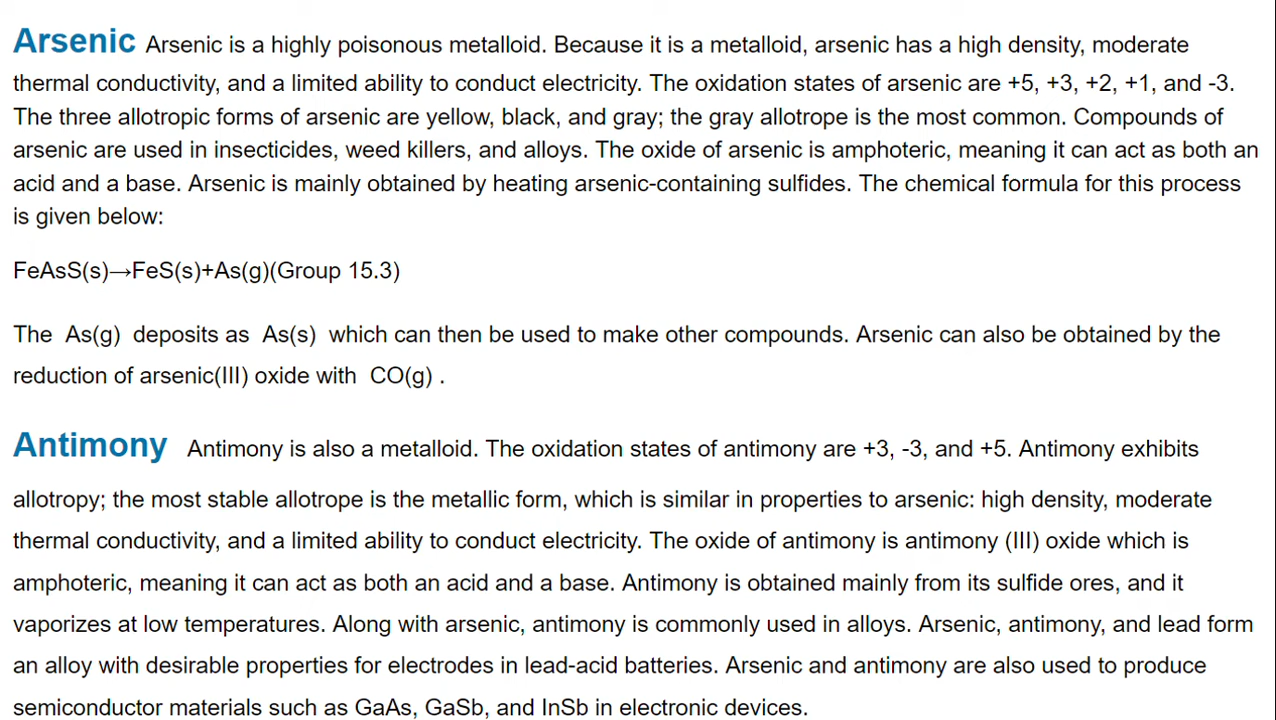 Arsenic Arsenic is a highly poisonous metalloid. Because it is a metalloid, arsenic has a high density, moderate
thermal conductivity, and a limited ability to conduct electricity. The oxidation states of arsenic are +5, +3, +2, +1, and -3.
The three allotropic forms of arsenic are yellow, black, and gray; the gray allotrope is the most common. Compounds of
arsenic are used in insecticides, weed killers, and alloys. The oxide of arsenic is amphoteric, meaning it can act as both an
acid and a base. Arsenic is mainly obtained by heating arsenic-containing sulfides. The chemical formula for this process
is given below:
FeAsS(s)→FeS(s)+As(g)(Group 15.3)
The As(g) deposits as As(s) which can then be used to make other compounds. Arsenic can also be obtained by the
reduction of arsenic(III) oxide with CO(g) .
Antimony Antimony is also a metalloid. The oxidation states of antimony are +3, -3, and +5. Antimony exhibits
allotropy; the most stable allotrope is the metallic form, which is similar in properties to arsenic: high density, moderate
thermal conductivity, and a limited ability to conduct electricity. The oxide of antimony is antimony (III) oxide which is
amphoteric, meaning it can act as both an acid and a base. Antimony is obtained mainly from its sulfide ores, and it
vaporizes at low temperatures. Along with arsenic, antimony is commonly used in alloys. Arsenic, antimony, and lead form
an alloy with desirable properties for electrodes in lead-acid batteries. Arsenic and antimony are also used to produce
semiconductor materials such as GaAs, GaSb, and InSb in electronic devices.